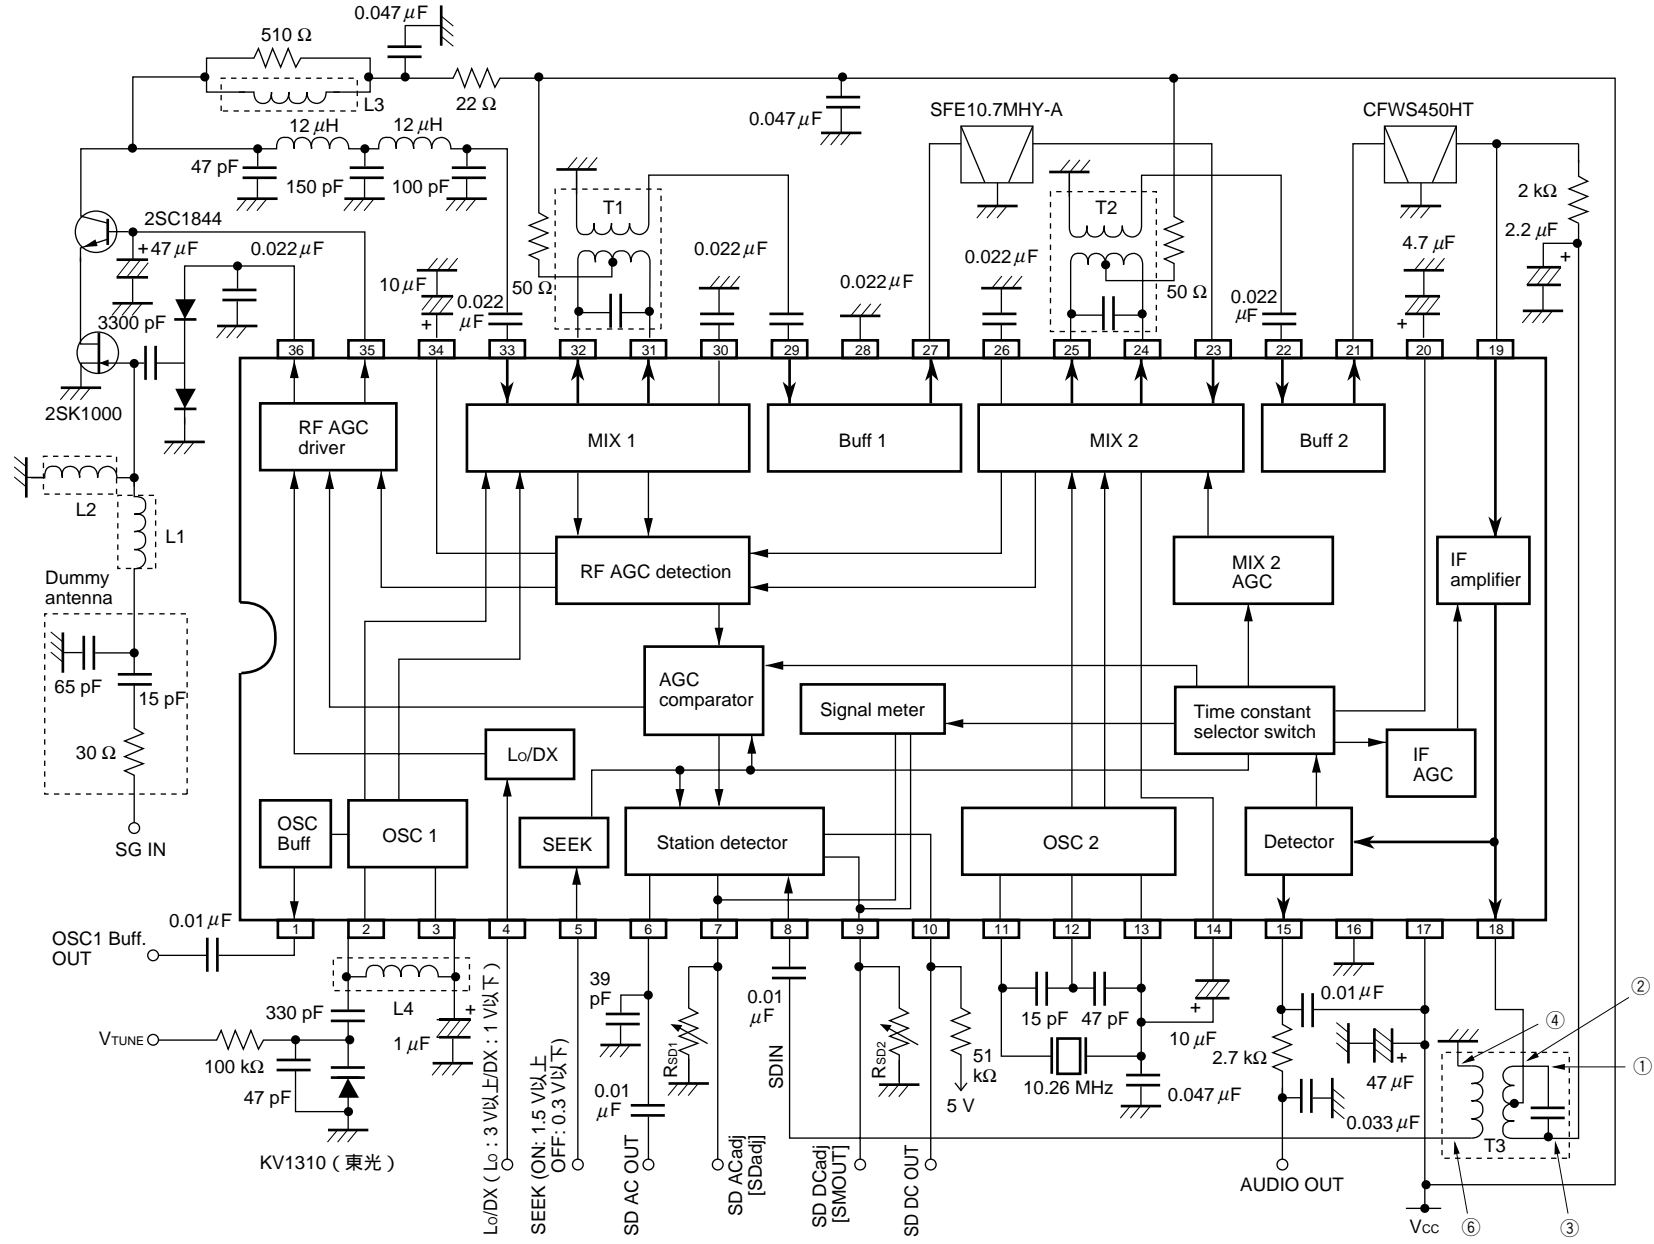 0.047 μF
510 Ω
L3
22 Ω
0.047 μF
SFE10.7MHY-A
CFWS450HT
12 μH
12 μH
47 pF
150 pF
100 pF
T1
T2
2 kΩ
2SC1844
+
47 μF
0.022 μF
10 μF
+
0.022
μF
50 Ω
0.022 μF
0.022 μF
0.022 μF
50 Ω
0.022
μF
4.7 μF
+
2.2 μF
+
3300 pF
2SK1000
36
35
34
33
32
31
30
29
28
27
26
25
24
23
22
21
20
19
RF AGC
driver
MIX 1
Buff 1
MIX 2
Buff 2
L2
L1
RF AGC detection
MIX 2
AGC
IF
amplifier
Dummy
antenna
65 pF
15 pF
30 Ω
SG IN
AGC
comparator
Signal meter
Time constant
selector switch
IF
AGC
Lo/DX
OSC
Buff
OSC 1
SEEK
Station detector
OSC 2
Detector
1
2
3
4
5
6
7
8
9
10
11
12
13
14
15
16
17
18
0.01 μF
OSC1 Buff.
OUT
L4
330 pF
VTUNE
100 kΩ
47 pF
+
1 μF
KV1310 ( 東光 )
Lo/DX ( Lo : 3 V以上/DX : 1 V以下 )
SEEK (ON: 1.5 V以上
OFF: 0.3 V以下)
39
pF
0.01
μF
SD AC OUT
RSD1
SD ACadj
[SDadj]
0.01
μF
SDIN
RSD2
SD DCadj
[SMOUT]
51
kΩ
5 V
SD DC OUT
15 pF
47 pF
10.26 MHz
0.047 μF
+
10 μF
0.01 μF
2.7 kΩ
0.033 μF
AUDIO OUT
+
47 μF
VCC
T3
④
②
①
⑥
③